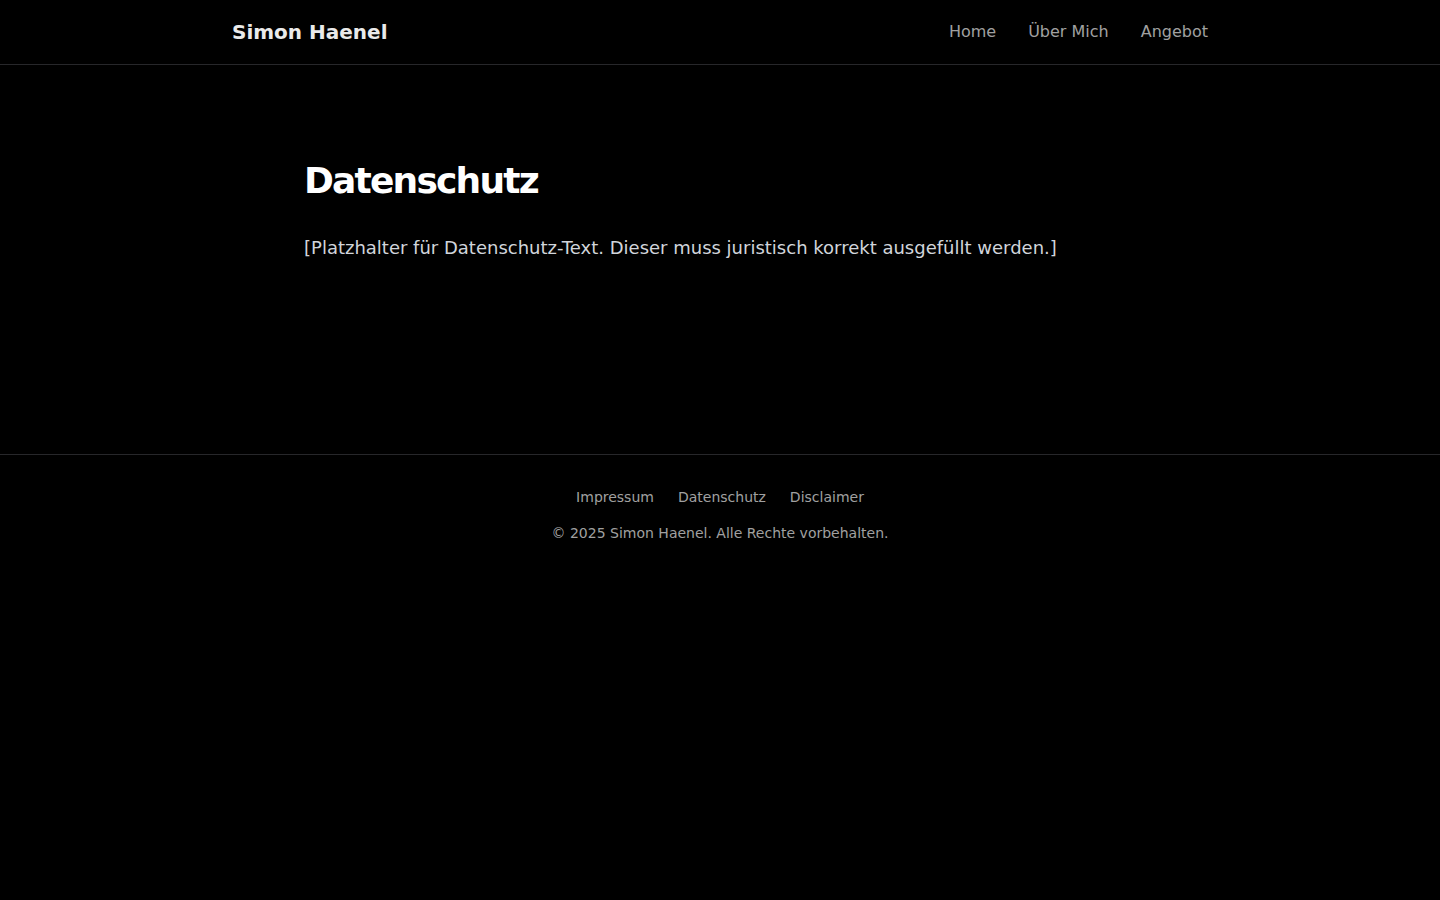 Simon Haenel
Home Über Mich Angebot
Datenschutz
[Platzhalter für Datenschutz-Text. Dieser muss juristisch korrekt ausgefüllt werden.]
Impressum Datenschutz Disclaimer
© 2025 Simon Haenel. Alle Rechte vorbehalten.